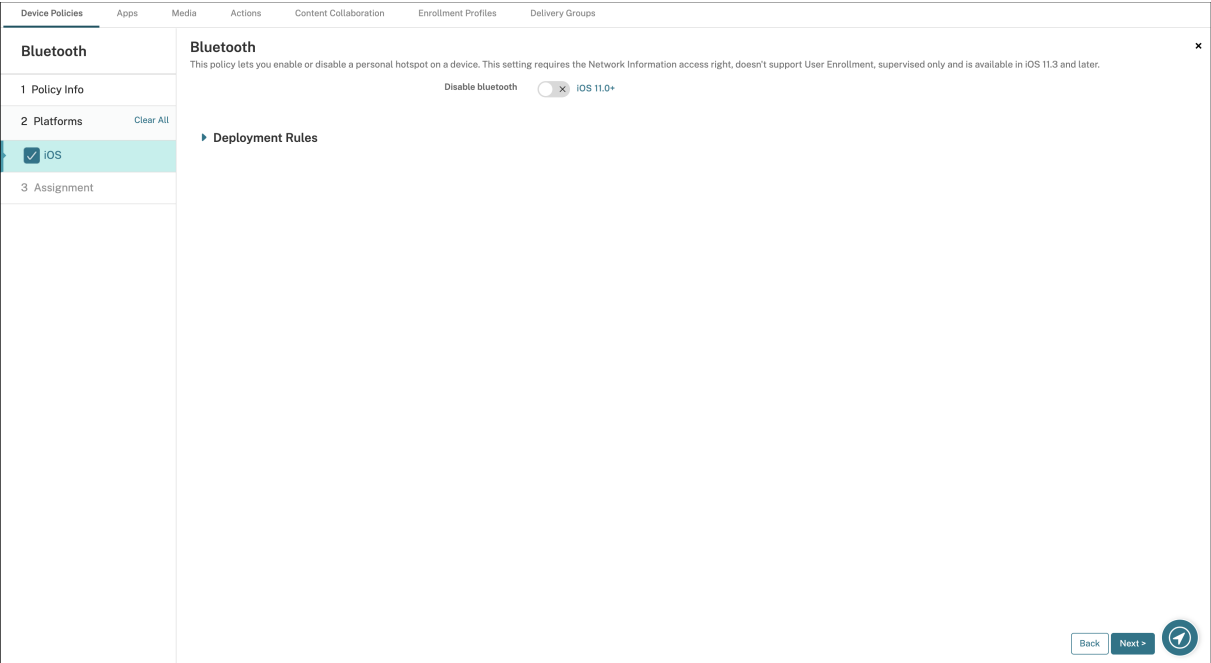 Device Policies Apps Media Actions Content Collaboration Enrollment Profiles Delivery Groups
Bluetooth
1 Policy Info
2 Platforms Clear All
iOS
3 Assignment
Bluetooth
This policy lets you enable or disable a personal hotspot on a device. This setting requires the Network Information access right, doesn't support User Enrollment, supervised only and is available in iOS 11.3 and later.
Disable bluetooth iOS 11.0+
Deployment Rules
Back Next >